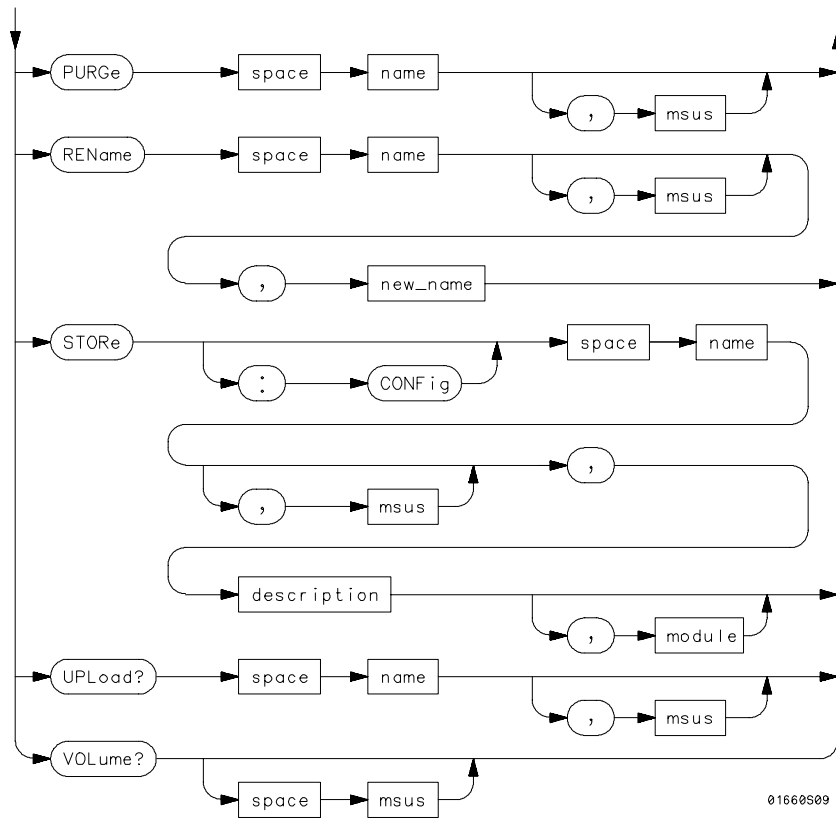 PURGe space name
, msus
REName space name
, msus
, new_name
STORe space name
: CONFig
, msus ,
description
, module
UPLoad? space name
, msus
VOLume?
space msus
01660S09